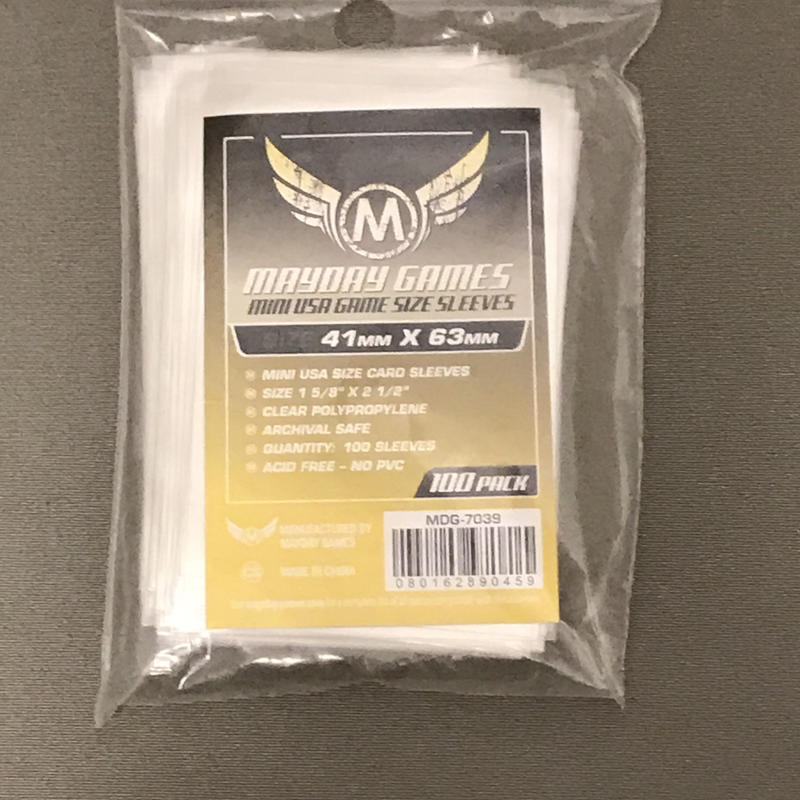 M
MAYDAY GAMES
MINI USA GAME SIZE SLEEVES
SIZE 41MM X 63MM
MINI USA SIZE CARD SLEEVES
SIZE 1 5/8" X 2 1/2"
CLEAR POLYPROPYLENE
ARCHIVAL SAFE
QUANTITY: 100 SLEEVES
ACID FREE - NO PVC
100 PACK
MDG-7039
MANUFACTURED BY
MAYDAY GAMES
MADE IN CHINA
080162890459